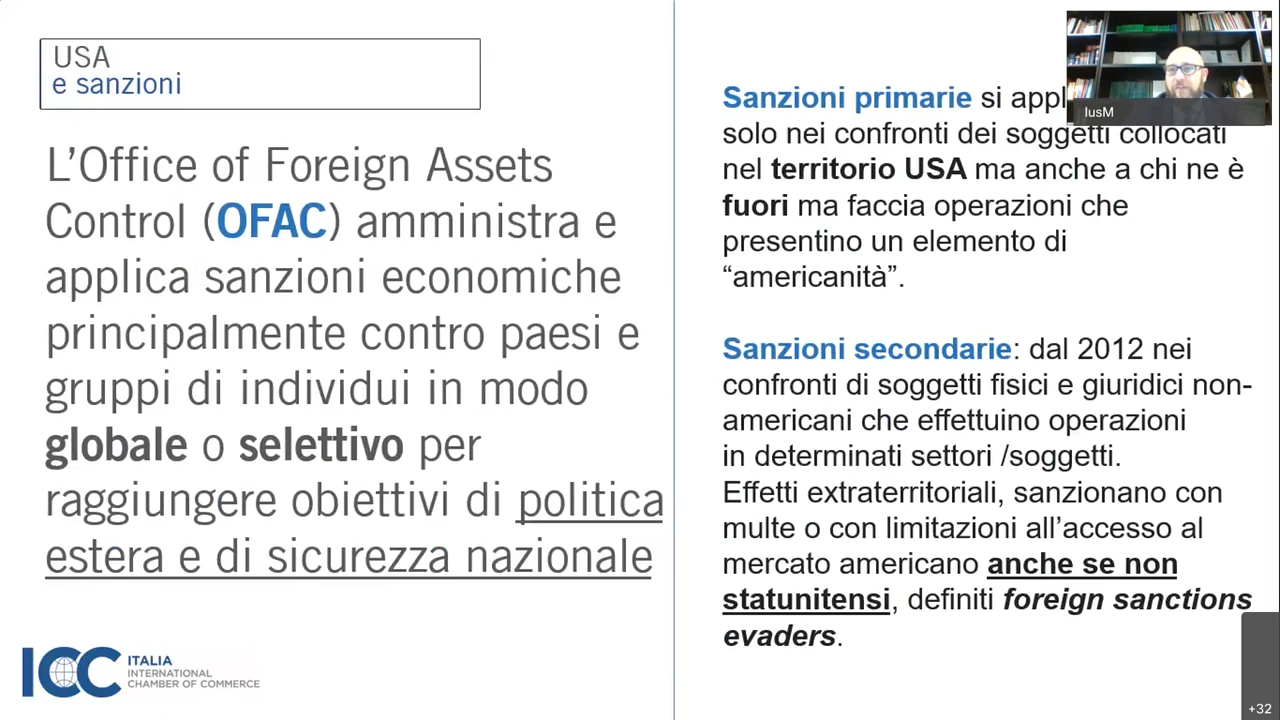 USA
e sanzioni
L’Office of Foreign Assets
Control (OFAC) amministra e
applica sanzioni economiche
principalmente contro paesi e
gruppi di individui in modo
globale o selettivo per
raggiungere obiettivi di politica
estera e di sicurezza nazionale
ICC ITALIA
INTERNATIONAL
CHAMBER OF COMMERCE
Sanzioni primarie si
solo nei confronti dei soggetti collocati
nel territorio USA ma anche a chi ne è
fuori ma faccia operazioni che
presentino un elemento di
“americanità”.
Sanzioni secondarie: dal 2012 nei
confronti di soggetti fisici e giuridici non-
americani che effettuino operazioni
in determinati settori /soggetti.
Effetti extraterritoriali, sanzionano con
multe o con limitazioni all’accesso al
mercato americano anche se non
statunitensi, definiti foreign sanctions
evaders.
IusM
+32